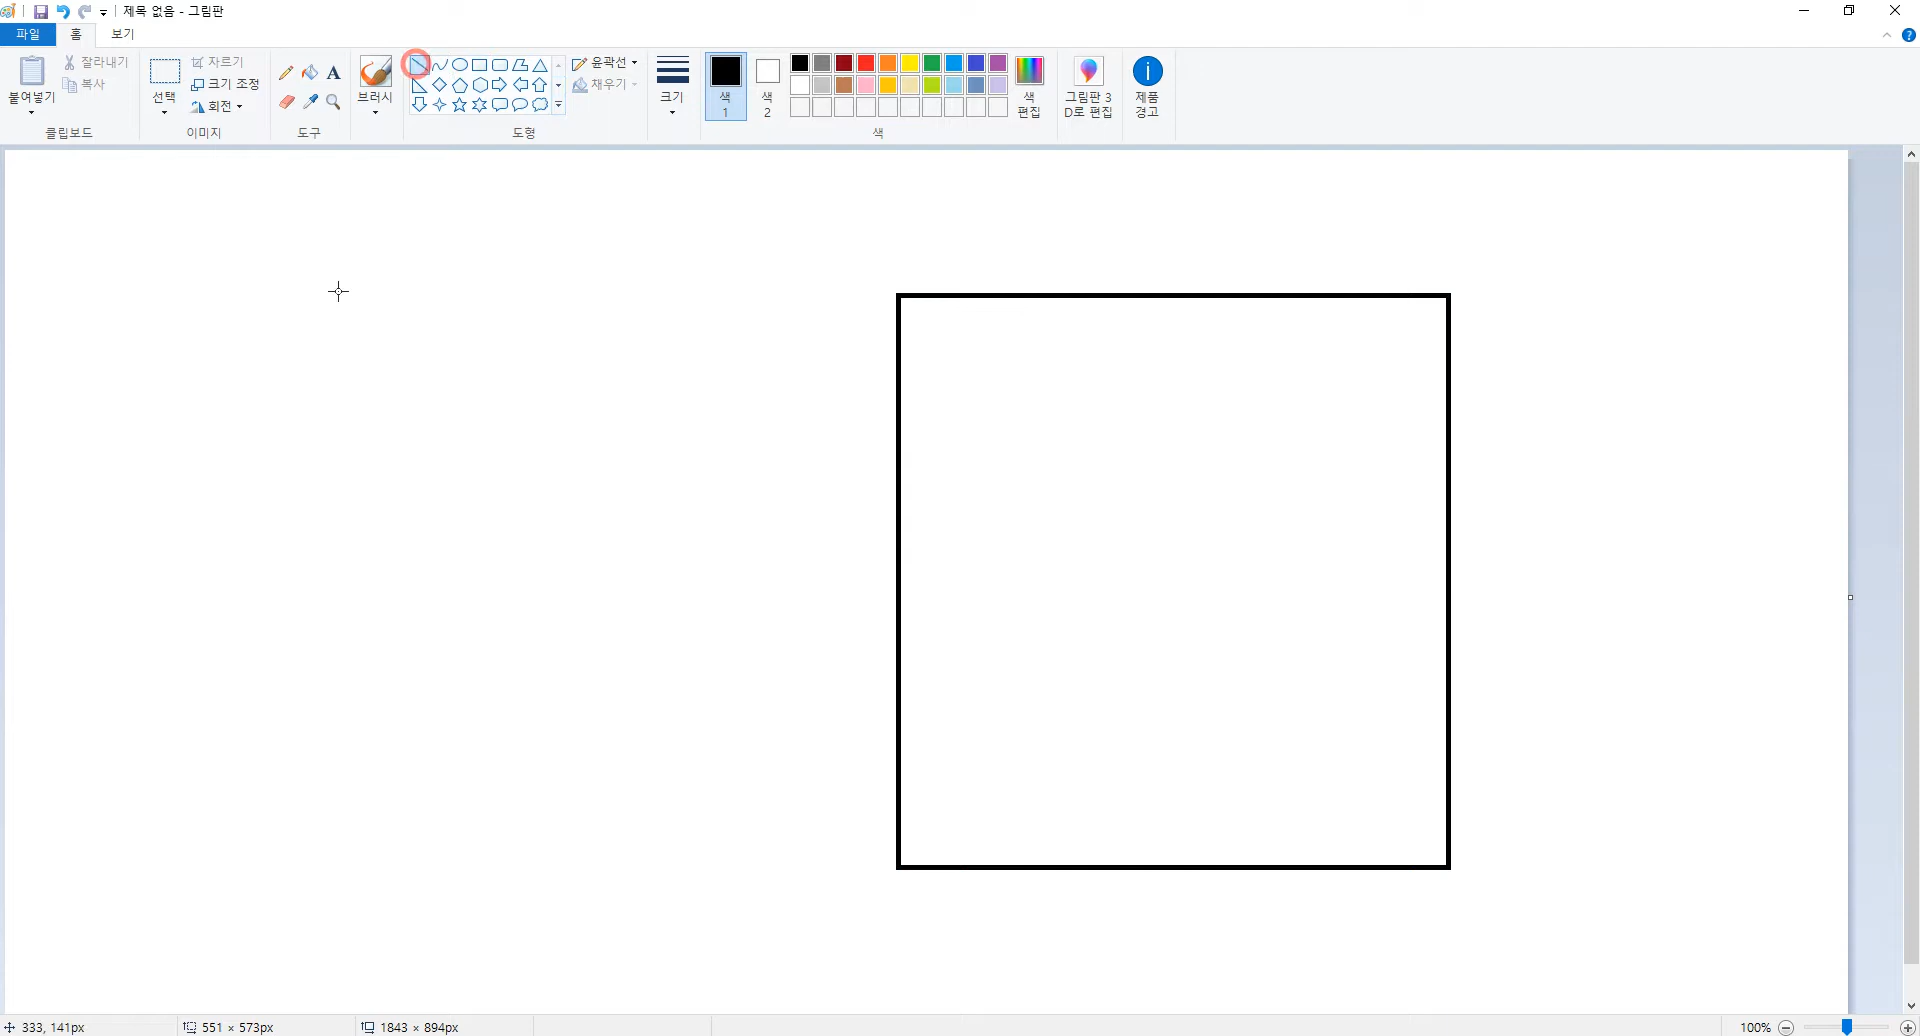 제목 없음 - 그림판
파일 홈 보기
붙여넣기 잘라내기 복사
클립보드
선택 자르기 크기 조정 회전
이미지
A
도구
브러시
도형
윤곽선
채우기
크기
색 1
색 2
색
색 편집
그림판 3D로 편집
제품 경고
333, 141px 551 × 573px 1843 × 894px 100%